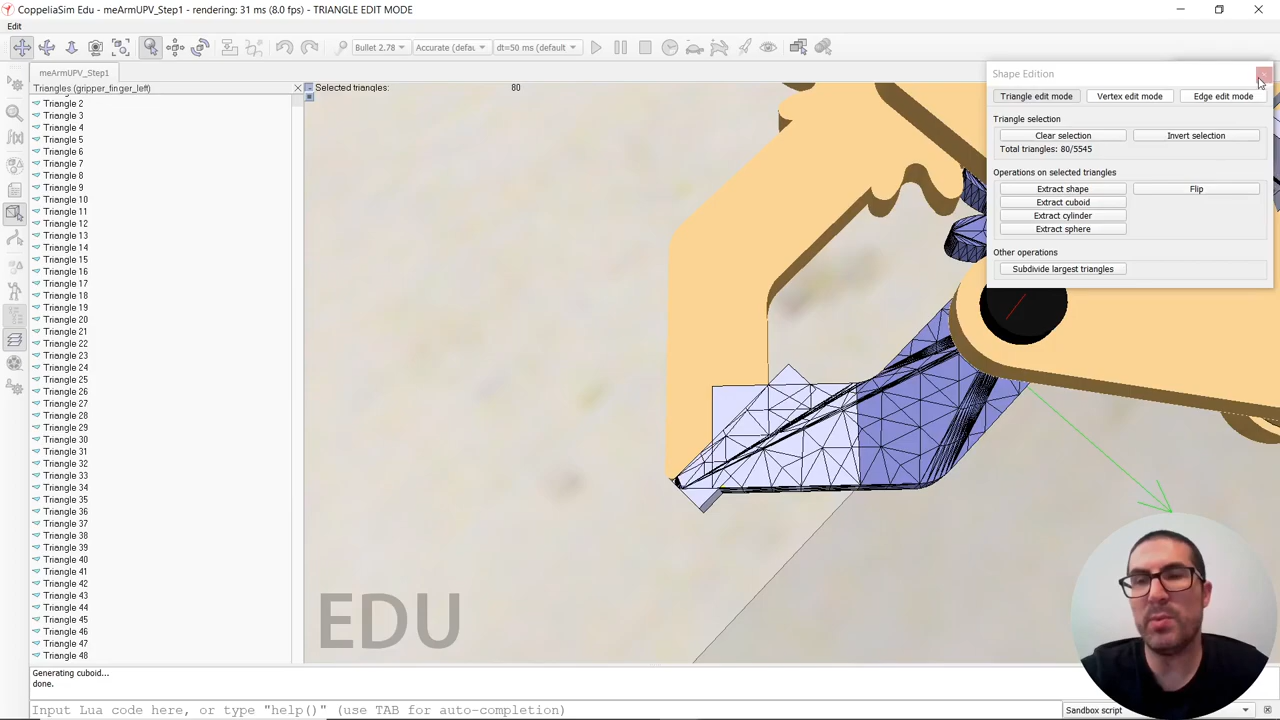 CoppeliaSim Edu - meArmUPV_Step1 - rendering: 31 ms (8.0 fps) - TRIANGLE EDIT MODE
Edit
Bullet 2.78
Accurate (defau
dt=50 ms (default)
meArmUPV_Step1
Triangles (gripper_finger_left)
Selected triangles: 80
Triangle 2
Triangle 3
Triangle 4
Triangle 5
Triangle 6
Triangle 7
Triangle 8
Triangle 9
Triangle 10
Triangle 11
Triangle 12
Triangle 13
Triangle 14
Triangle 15
Triangle 16
Triangle 17
Triangle 18
Triangle 19
Triangle 20
Triangle 21
Triangle 22
Triangle 23
Triangle 24
Triangle 25
Triangle 26
Triangle 27
Triangle 28
Triangle 29
Triangle 30
Triangle 31
Triangle 32
Triangle 33
Triangle 34
Triangle 35
Triangle 36
Triangle 37
Triangle 38
Triangle 39
Triangle 40
Triangle 41
Triangle 42
Triangle 43
Triangle 44
Triangle 45
Triangle 46
Triangle 47
Triangle 48
Shape Edition
Triangle edit mode
Vertex edit mode
Edge edit mode
Triangle selection
Clear selection
Invert selection
Total triangles: 80/5545
Operations on selected triangles
Extract shape
Flip
Extract cuboid
Extract cylinder
Extract sphere
Other operations
Subdivide largest triangles
EDU
Generating cuboid...
done.
Input Lua code here, or type "help()" (use TAB for auto-completion)
Sandbox script